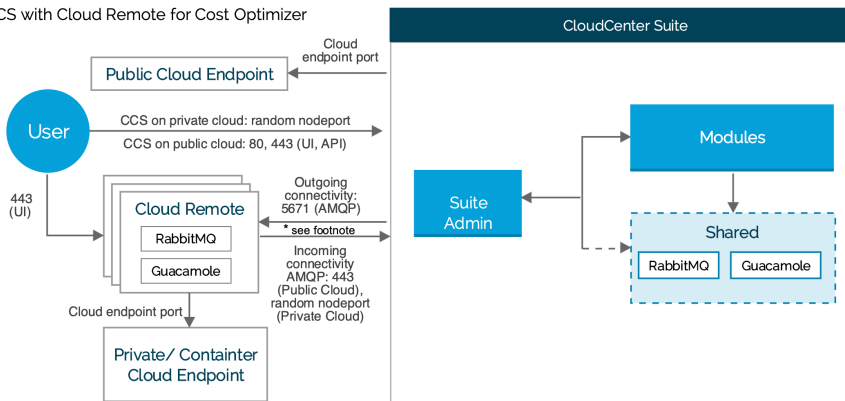 CS with Cloud Remote for Cost Optimizer
CloudCenter Suite
Cloud
endpoint port
Public Cloud Endpoint
User
CCS on private cloud: random nodeport
CCS on public cloud: 80, 443 (UI, API)
Modules
443
(UI)
Outgoing
connectivity:
5671 (AMQP)
Suite
Admin
Cloud Remote
* see footnote
RabbitMQ
Guacamole
Incoming
connectivity
AMQP: 443
(Public Cloud),
random nodeport
(Private Cloud)
Shared
RabbitMQ
Guacamole
Cloud endpoint port
Private/ Containter
Cloud Endpoint